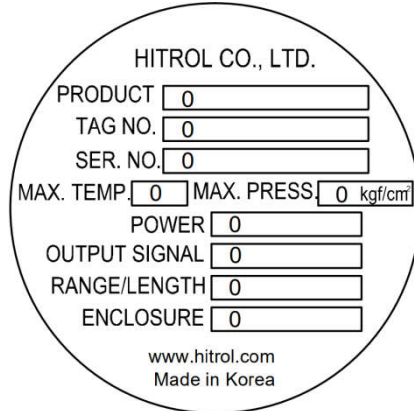 HITROL CO., LTD.
PRODUCT 0
TAG NO. 0
SER. NO. 0
MAX. TEMP. 0 MAX. PRESS. 0 kgf/cm²
POWER 0
OUTPUT SIGNAL 0
RANGE/LENGTH 0
ENCLOSURE 0
www.hitrol.com
Made in Korea